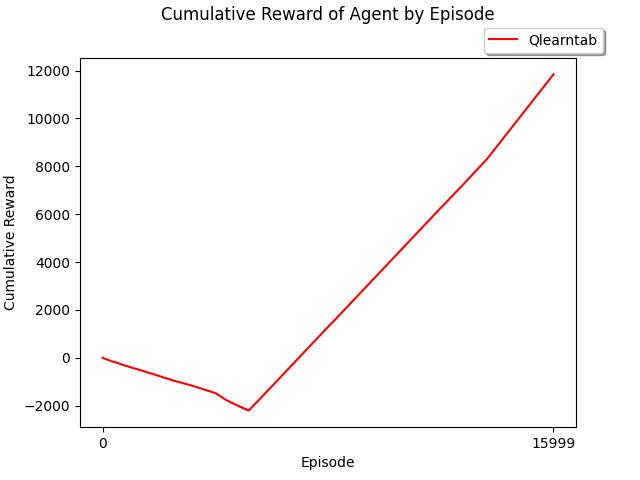 Cumulative Reward of Agent by Episode
Qlearntab
12000
10000
8000
6000
4000
2000
0
−2000
Cumulative Reward
0
15999
Episode